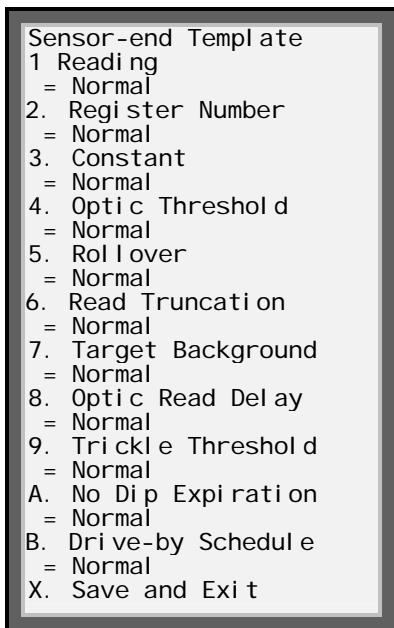 Sensor-end Template
1 Reading
= Normal
2. Register Number
= Normal
3. Constant
= Normal
4. Optic Threshold
= Normal
5. Rollover
= Normal
6. Read Truncation
= Normal
7. Target Background
= Normal
8. Optic Read Delay
= Normal
9. Trickle Threshold
= Normal
A. No Dip Expiration
= Normal
B. Drive-by Schedule
= Normal
X. Save and Exit